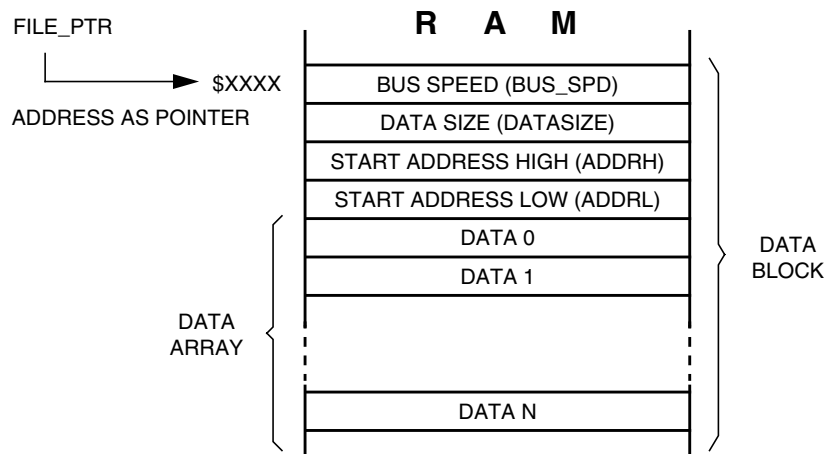 R A M
FILE_PTR
$XXXX
ADDRESS AS POINTER
BUS SPEED (BUS_SPD)
DATA SIZE (DATASIZE)
START ADDRESS HIGH (ADDRH)
START ADDRESS LOW (ADDRL)
DATA 0
DATA 1
DATA N
DATA
ARRAY
DATA
BLOCK